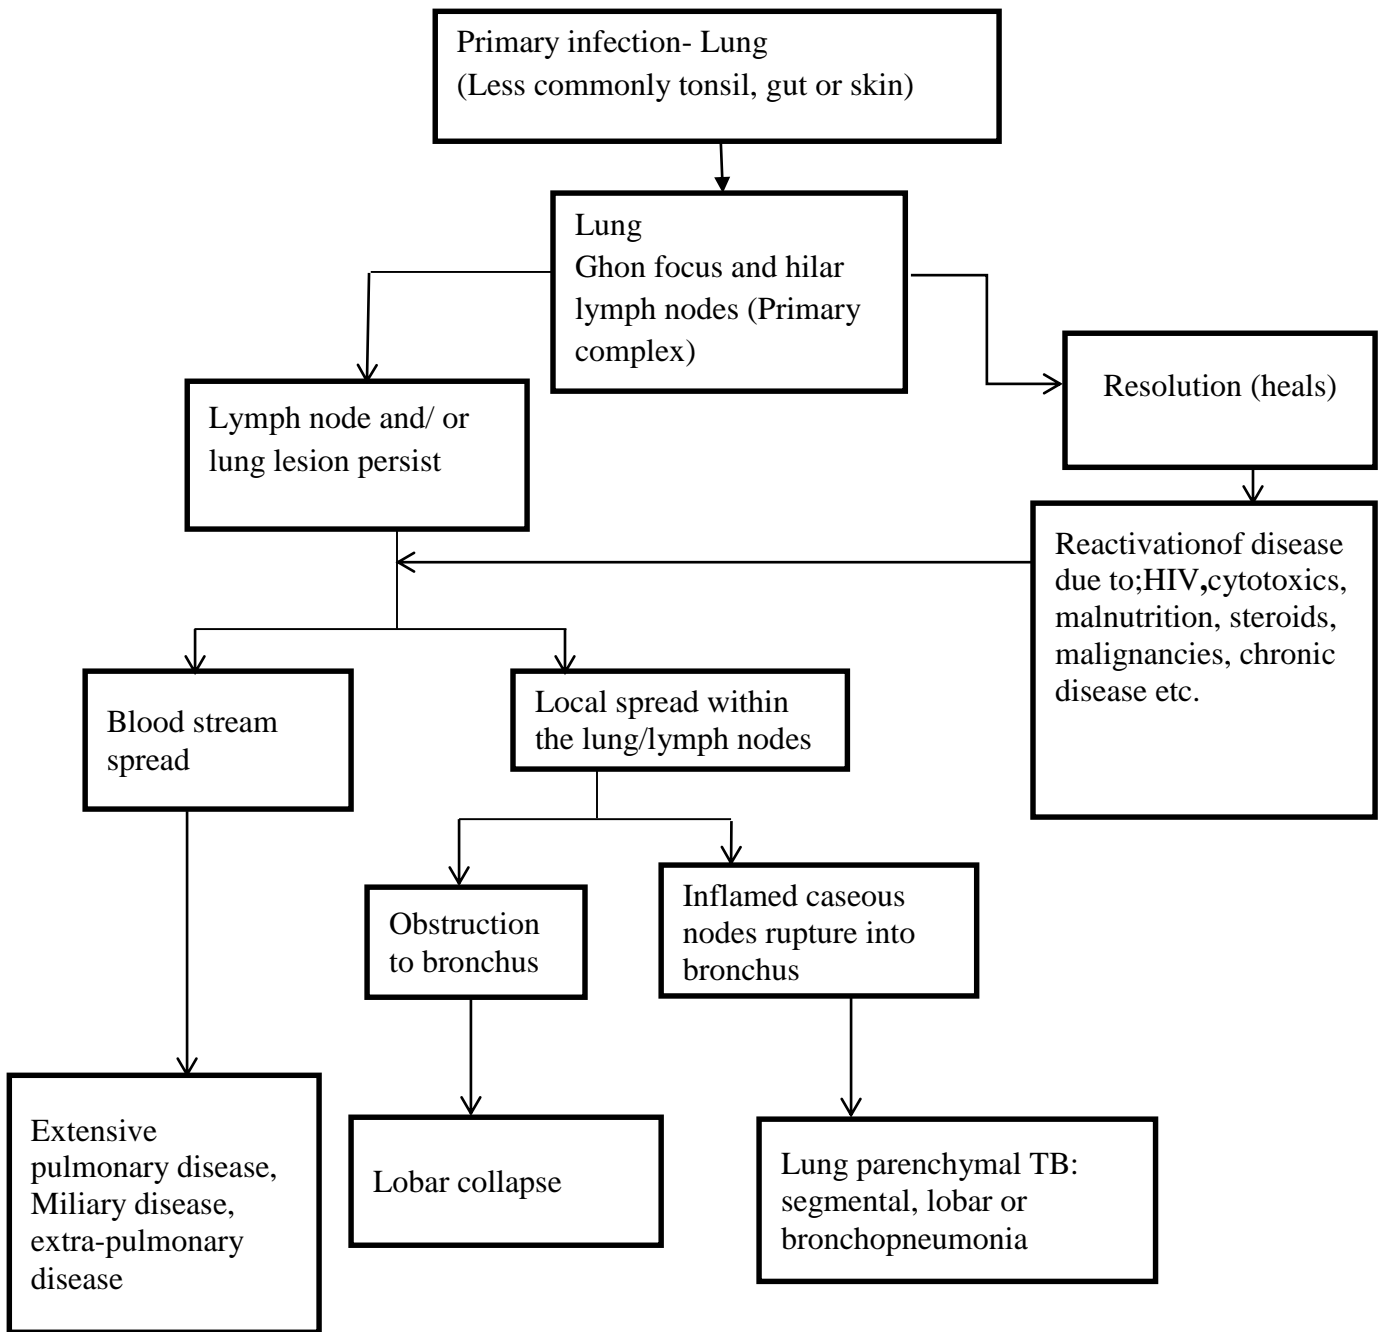 Primary infection- Lung
(Less commonly tonsil, gut or skin)
Lung
Ghon focus and hilar
lymph nodes (Primary
complex)
Resolution (heals)
Lymph node and/ or
lung lesion persist
Reactivationof disease
due to;HIV,cytotoxics,
malnutrition, steroids,
malignancies, chronic
disease etc.
Blood stream
spread
Local spread within
the lung/lymph nodes
Obstruction
to bronchus
Inflamed caseous
nodes rupture into
bronchus
Extensive
pulmonary disease,
Miliary disease,
extra-pulmonary
disease
Lobar collapse
Lung parenchymal TB:
segmental, lobar or
bronchopneumonia